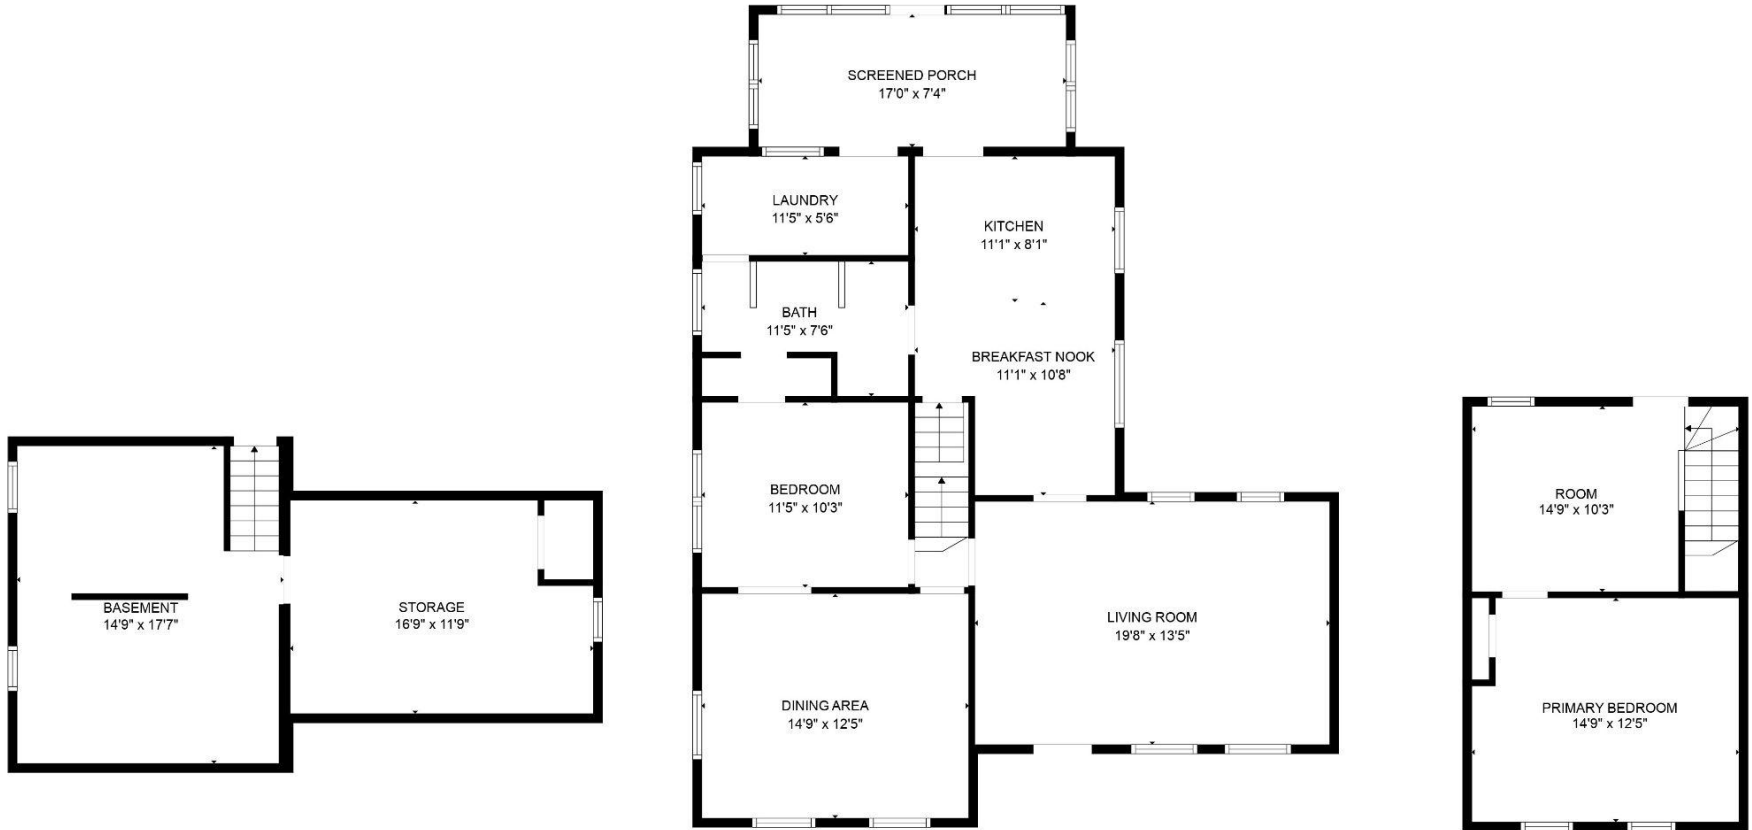 SCREENED PORCH
17'0" x 7'4"
LAUNDRY
11'5" x 5'6"
KITCHEN
11'1" x 8'1"
BATH
11'5" x 7'6"
BREAKFAST NOOK
11'1" x 10'8"
BEDROOM
11'5" x 10'3"
LIVING ROOM
19'8" x 13'5"
DINING AREA
14'9" x 12'5"
BASEMENT
14'9" x 17'7"
STORAGE
16'9" x 11'9"
ROOM
14'9" x 10'3"
PRIMARY BEDROOM
14'9" x 12'5"